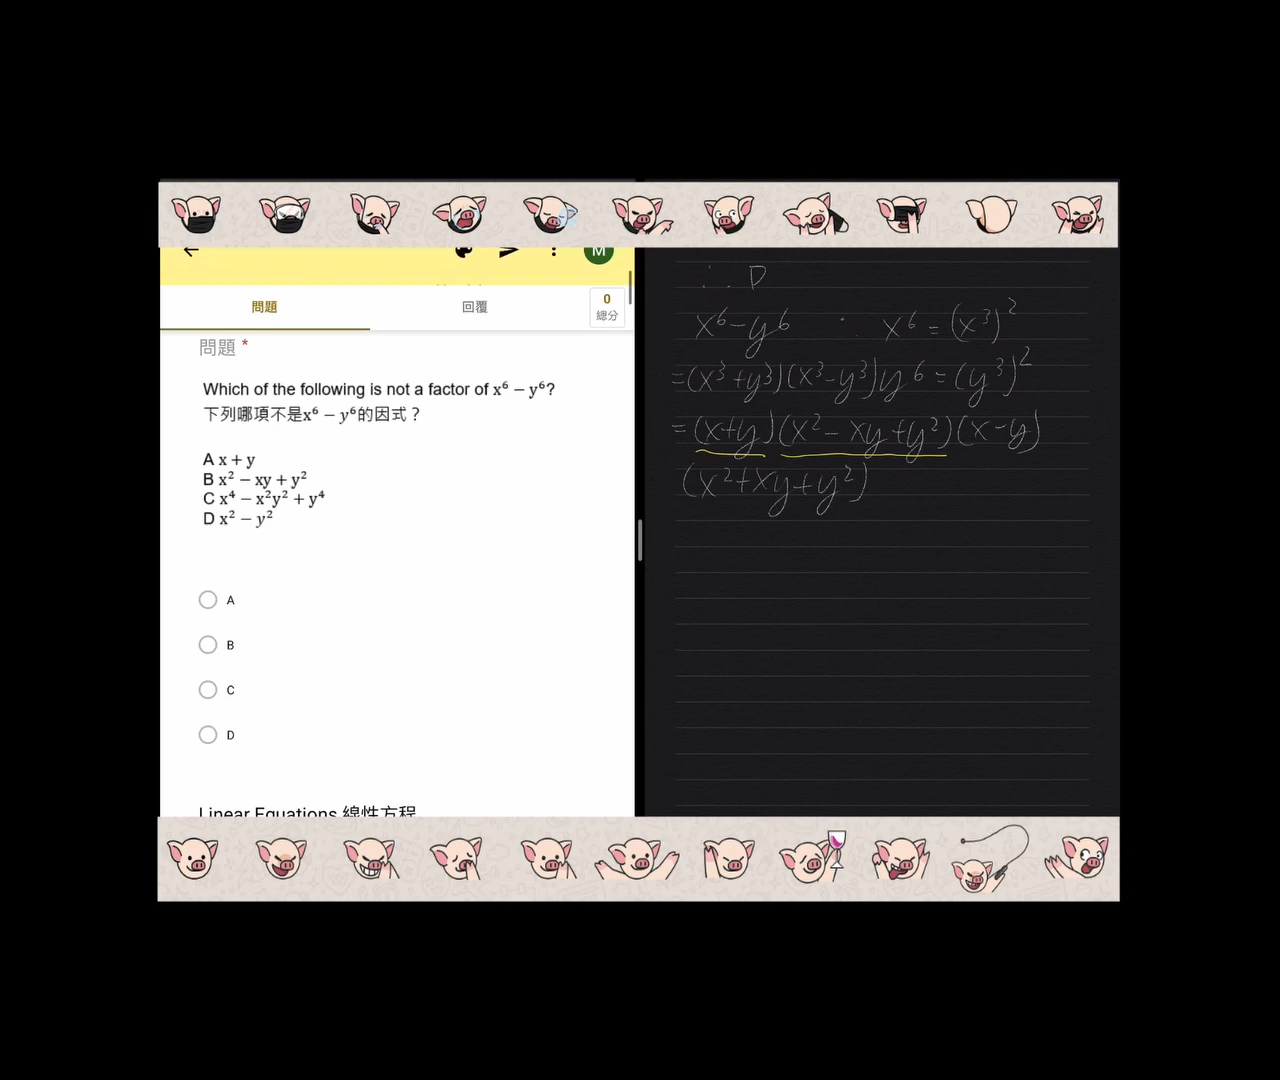 M
問題
回覆
0
總分
問題 *
Which of the following is not a factor of x⁶ − y⁶?
下列哪項不是x⁶ − y⁶的因式？
A x + y
B x² − xy + y²
C x⁴ − x²y² + y⁴
D x² − y²
A
B
C
D
Linear Equations 線性方程
∴ D
x⁶−y⁶ x⁶ = (x³)²
=(x³+y³)(x³−y³) y⁶ = (y³)²
=(x+y)(x²−xy+y²)(x−y)
(x²+xy+y²)